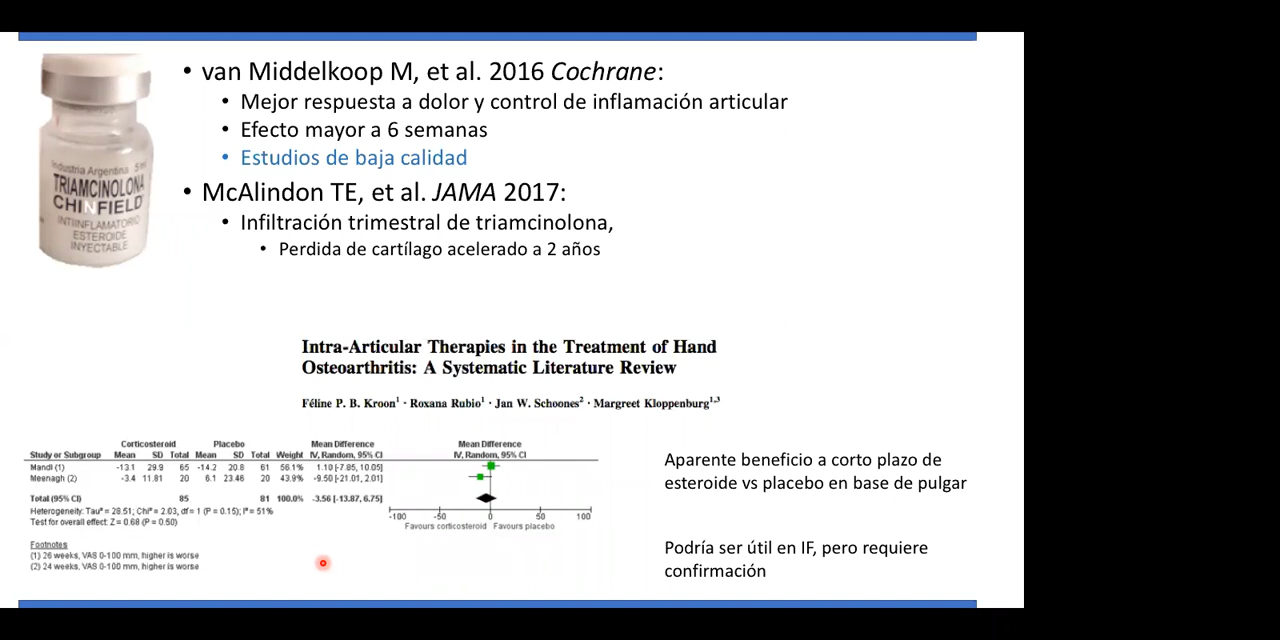 • van Middelkoop M, et al. 2016 Cochrane:
• Mejor respuesta a dolor y control de inflamación articular
• Efecto mayor a 6 semanas
• Estudios de baja calidad
• McAlindon TE, et al. JAMA 2017:
• Infiltración trimestral de triamcinolona,
• Perdida de cartílago acelerado a 2 años
Industria Argentina 5 ml
TRIAMCINOLONA
CHINFIELD
ESTEROIDE
INYECTABLE
Intra-Articular Therapies in the Treatment of Hand
Osteoarthritis: A Systematic Literature Review
Féline P. B. Kroon1 · Roxana Rubio1 · Jan W. Schoones2 · Margreet Kloppenburg1,3
Corticosteroid Placebo Mean Difference Mean Difference
Study or Subgroup Mean SD Total Mean SD Total Weight IV, Random, 95% CI IV, Random, 95% CI
Mandl (1) -13.1 29.9 65 -14.2 20.8 61 56.1% 1.10 [-7.85, 10.05]
Meenagh (2) -3.4 11.81 20 6.1 23.46 20 43.9% -9.50 [-21.01, 2.01]
Total (95% CI) 85 81 100.0% -3.56 [-13.87, 6.75]
Heterogeneity: Tau² = 28.51; Chi² = 2.03, df = 1 (P = 0.15); I² = 51%
Test for overall effect: Z = 0.68 (P = 0.50)
-100 -50 0 50 100
Favours corticosteroid Favours placebo
Footnotes
(1) 26 weeks, VAS 0-100 mm, higher is worse
(2) 24 weeks, VAS 0-100 mm, higher is worse
Aparente beneficio a corto plazo de
esteroide vs placebo en base de pulgar
Podría ser útil en IF, pero requiere
confirmación